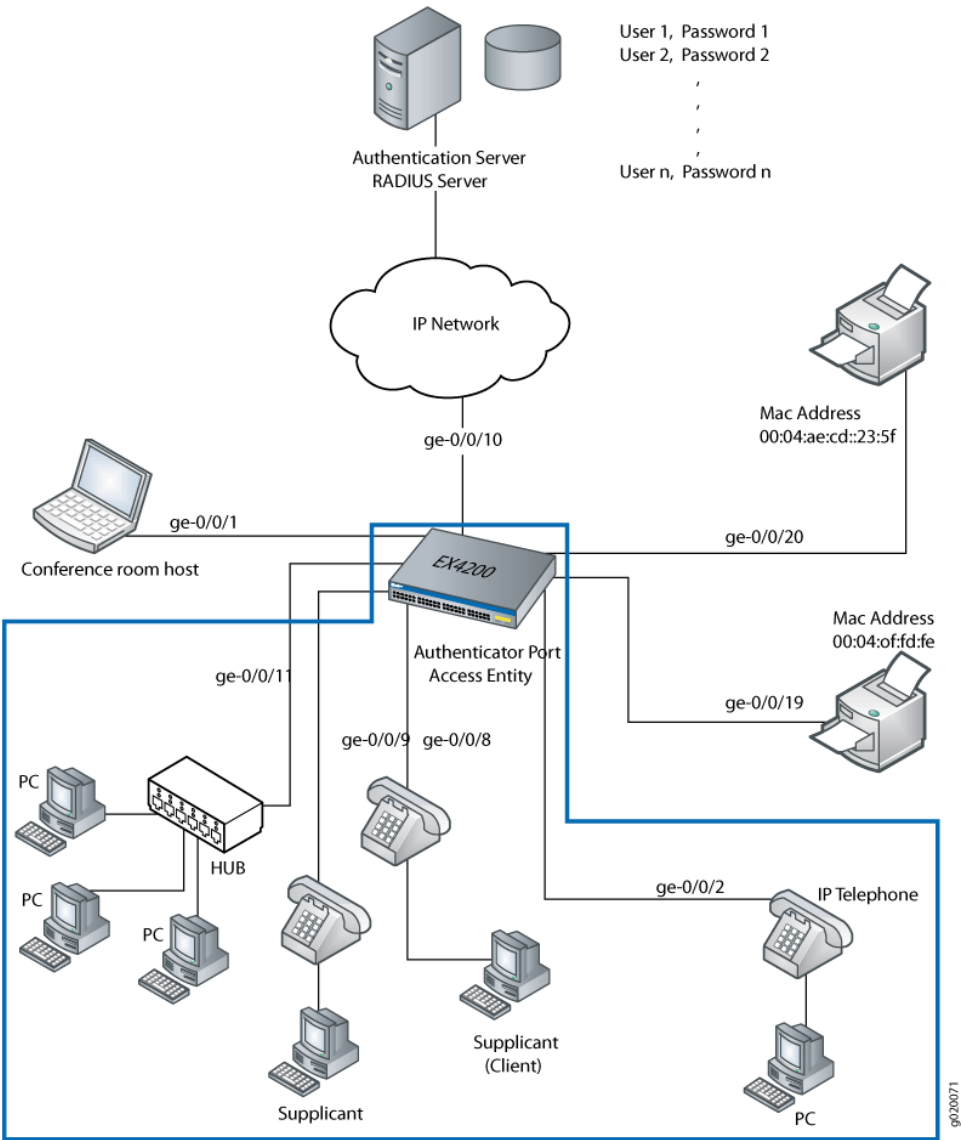 User 1, Password 1
User 2, Password 2
,
,
,
,
User n, Password n
Authentication Server
RADIUS Server
IP Network
Mac Address
00:04:ae:cd::23:5f
ge-0/0/10
ge-0/0/1
ge-0/0/20
Conference room host
EX4200
Mac Address
00:04:of:fd:fe
Authenticator Port
Access Entity
ge-0/0/11
ge-0/0/19
ge-0/0/9
ge-0/0/8
PC
HUB
PC
PC
ge-0/0/2
IP Telephone
Supplicant
(Client)
Supplicant
PC
g020071